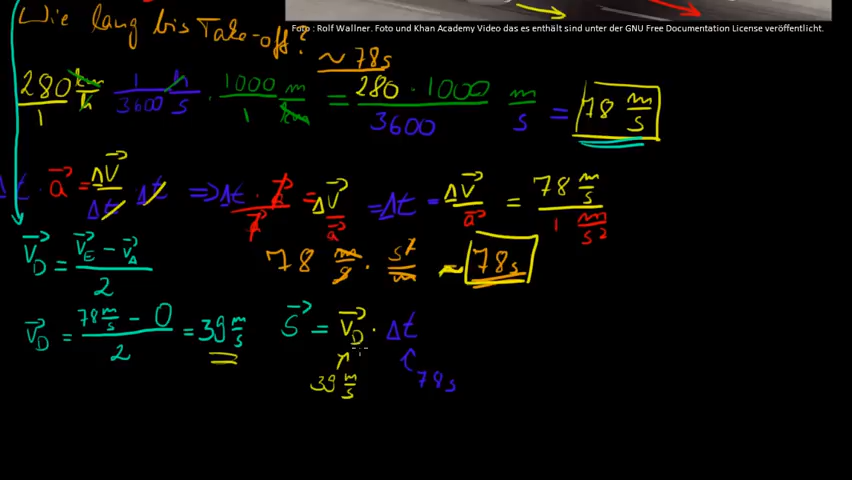 Foto : Rolf Wallner. Foto und Khan Academy Video das es enthält sind unter der GNU Free Documentation License veröffentlicht.
Wie lang bis Take-off? ~78s
280/1 km/h · 1/3600 h/s · 1000/1 m/km = 280 · 1000/3600 m/s = 78 m/s
Δt · a⃗ = Δv⃗/Δt · Δt ⇒ Δt · a⃗/a⃗ = Δv⃗/a⃗ = Δt = Δv⃗/a⃗ = 78 m/s / 1 m/s²
v⃗D = v⃗E − v⃗A / 2
78 m/s · s²/m ~ 78s
v⃗D = 78 m/s − 0 / 2 = 39 m/s
s⃗ = v⃗D · Δt
39 m/s
78s